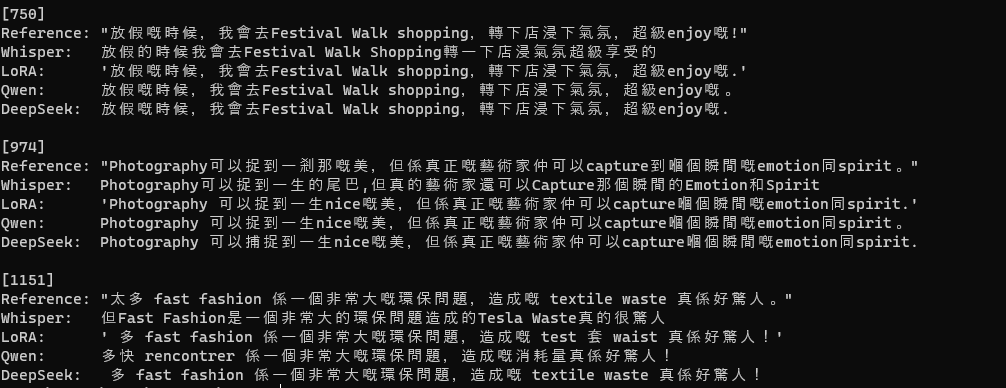 [750]
Reference: "放假嘅時候, 我會去Festival Walk shopping, 轉下店浸下氣氛, 超級enjoy嘅!"
Whisper: 放假的時候我會去Festival Walk Shopping轉一下店浸氣氛超級享受的
LoRA: '放假嘅時候, 我會去Festival Walk shopping, 轉下店浸下氣氛, 超級enjoy嘅.'
Qwen: 放假嘅時候, 我會去Festival Walk shopping, 轉下店浸下氣氛, 超級enjoy嘅。
DeepSeek: 放假嘅時候, 我會去Festival Walk shopping, 轉下店浸下氣氛, 超級enjoy嘅.
[974]
Reference: "Photography可以捉到一剎那嘅美, 但係真正嘅藝術家仲可以capture到嗰個瞬間嘅emotion同spirit。"
Whisper: Photography可以捉到一生的尾巴,但真的藝術家還可以Capture那個瞬間的Emotion和Spirit
LoRA: 'Photography 可以捉到一生nice嘅美, 但係真正嘅藝術家仲可以capture嗰個瞬間嘅emotion同spirit.'
Qwen: Photography 可以捉到一生nice嘅美, 但係真正嘅藝術家仲可以capture嗰個瞬間嘅emotion同spirit。
DeepSeek: Photography 可以捕捉到一生nice嘅美, 但係真正嘅藝術家仲可以capture嗰個瞬間嘅emotion同spirit.
[1151]
Reference: "太多 fast fashion 係一個非常大嘅環保問題, 造成嘅 textile waste 真係好驚人。"
Whisper: 但Fast Fashion是一個非常大的環保問題造成的Tesla Waste真的很驚人
LoRA: ' 多 fast fashion 係一個非常大嘅環保問題, 造成嘅 test 套 waist 真係好驚人！'
Qwen: 多快 rencontrer 係一個非常大嘅環保問題, 造成嘅消耗量真係好驚人！
DeepSeek: 多 fast fashion 係一個非常大嘅環保問題, 造成嘅 textile waste 真係好驚人！